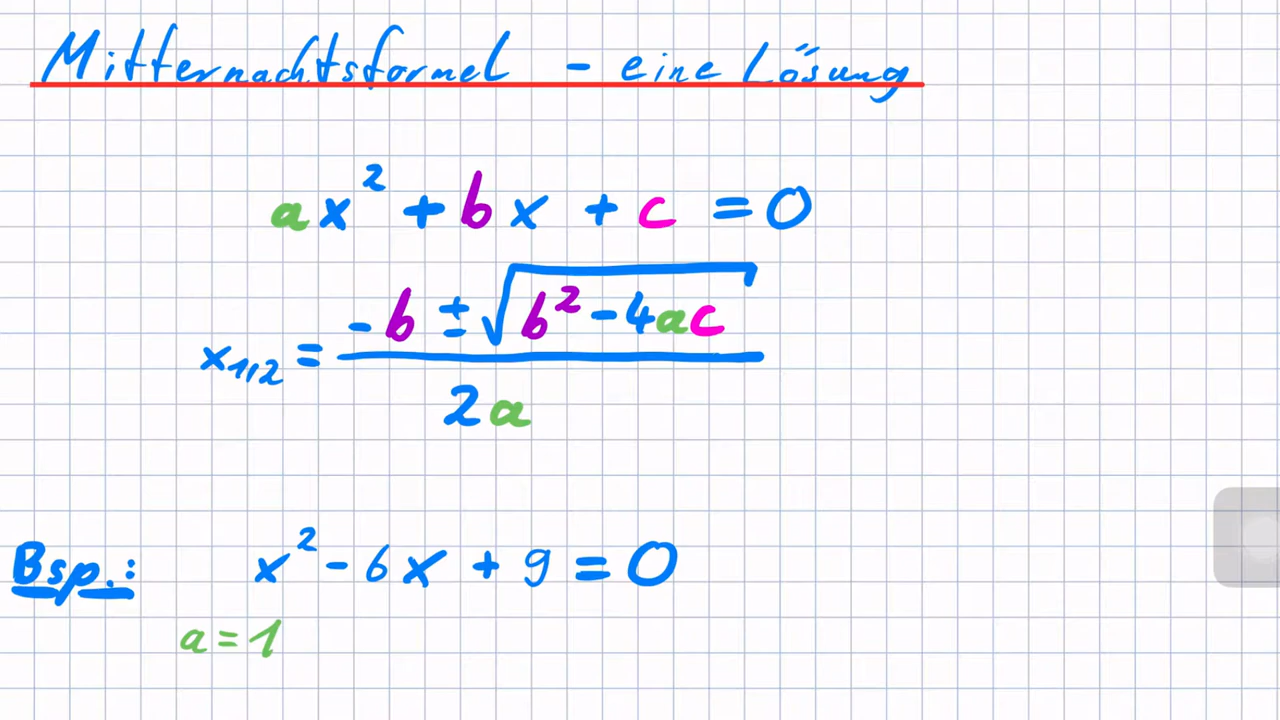 Mitternachtsformel - eine Lösung
ax² + bx + c = 0
x₁,₂ = (-b ± √(b² - 4ac)) / 2a
Bsp.: x² - 6x + 9 = 0
a = 1